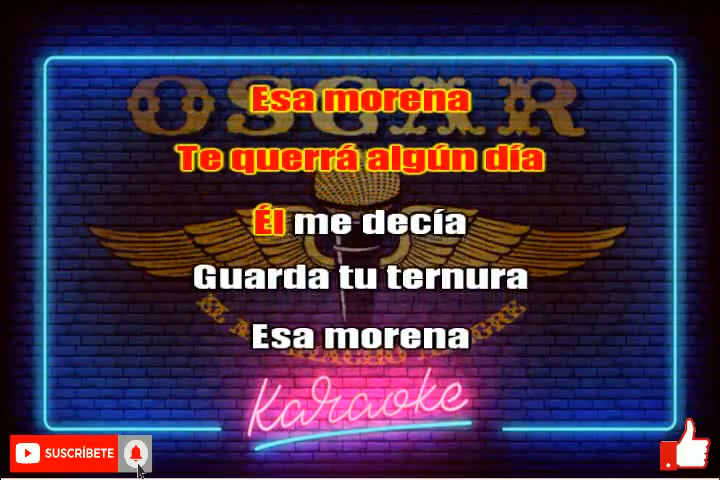 OSCAR
Esa morena
Te querrá algún día
Él me decía
Guarda tu ternura
Esa morena
Karaoke
SUSCRÍBETE